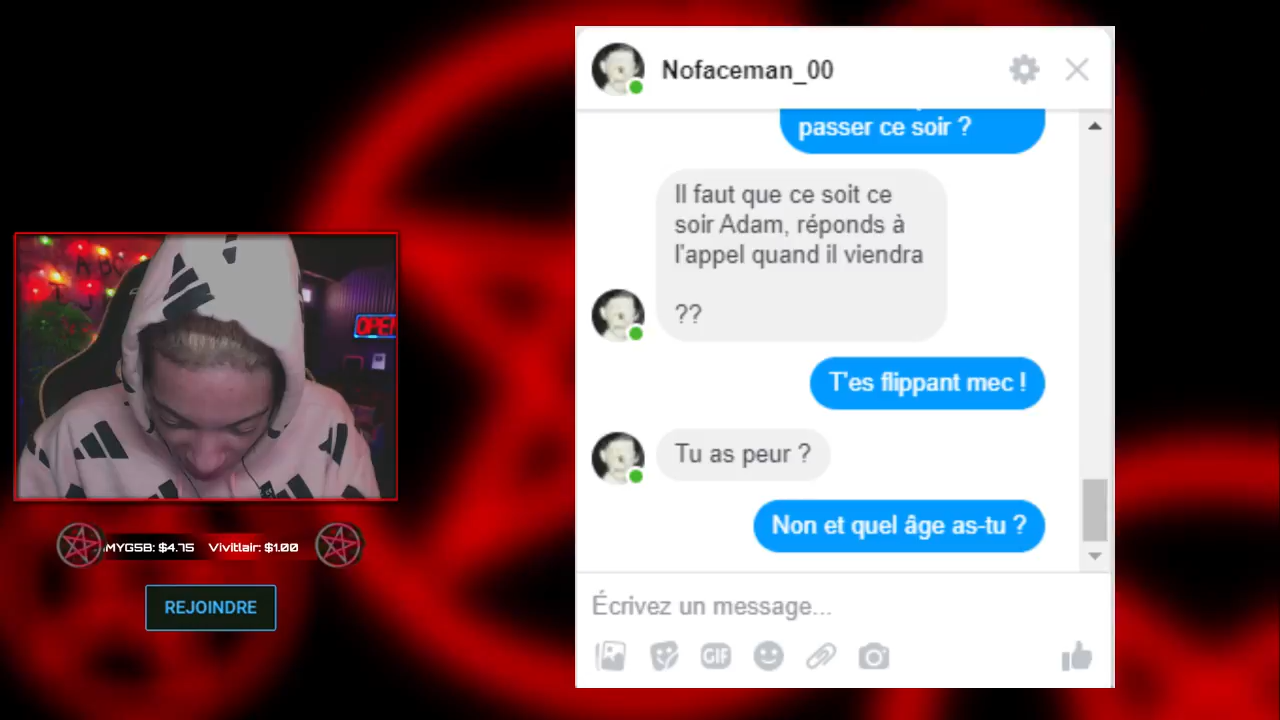 Nofaceman_00
passer ce soir ?
Il faut que ce soit ce
soir Adam, réponds à
l'appel quand il viendra
??
T'es flippant mec !
Tu as peur ?
Non et quel âge as-tu ?
Écrivez un message...
GIF
OPEN
MYG5B: $4.75 Vivitlair: $1.00
REJOINDRE